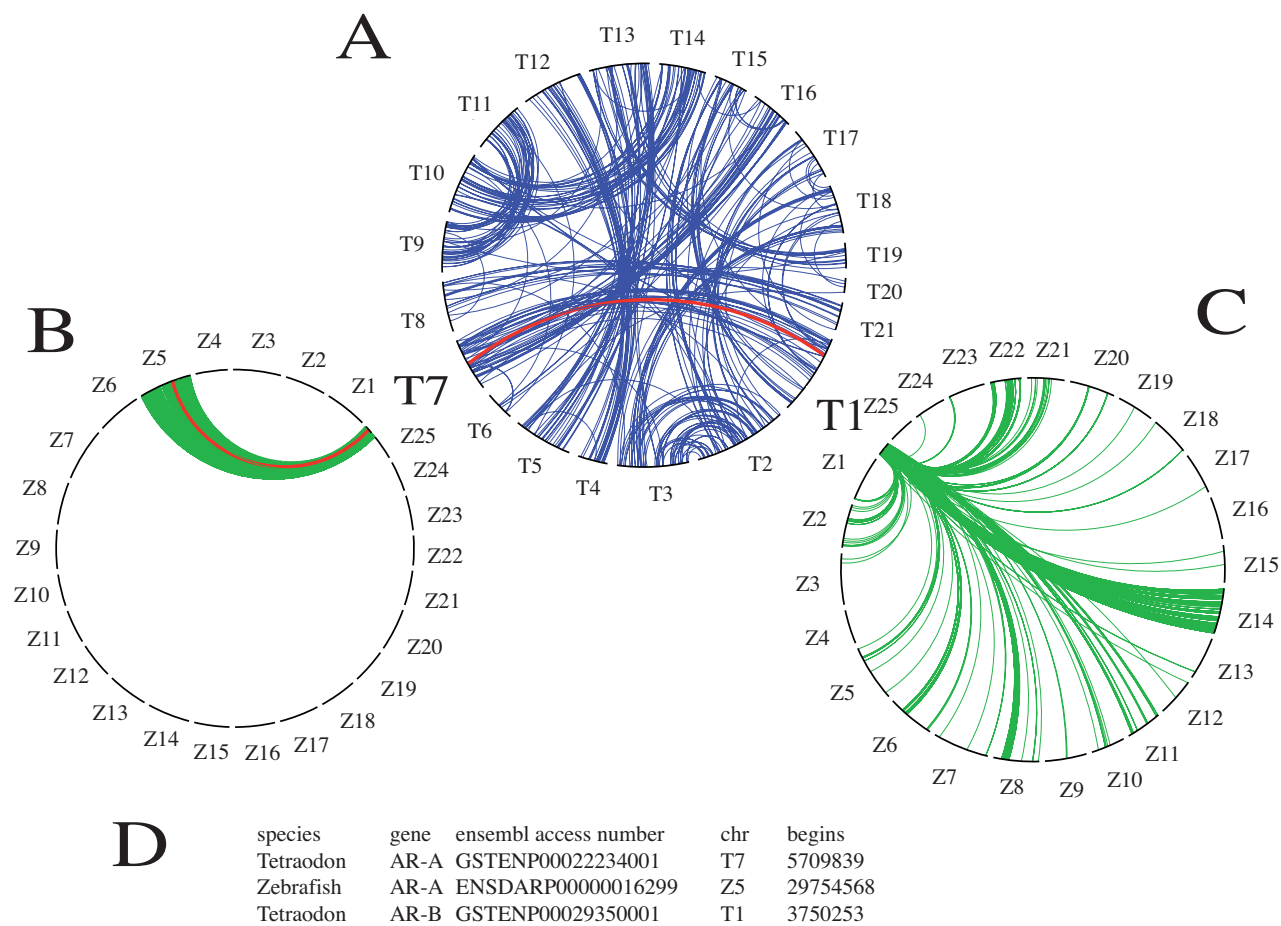 A
T13
T14
T12
T15
T11
T16
T17
T10
T18
T9
T19
T20
T8
T21
T7
T1
T6
T5
T4
T3
T2
B
Z4
Z3
Z5
Z2
Z6
Z1
Z7
Z25
Z24
Z8
Z23
Z9
Z22
Z10
Z21
Z11
Z20
Z12
Z19
Z13
Z18
Z14
Z17
Z15
Z16
C
Z23
Z22
Z21
Z20
Z24
Z19
Z25
Z18
Z1
Z17
Z2
Z16
Z15
Z3
Z14
Z4
Z13
Z5
Z12
Z6
Z11
Z7
Z10
Z8
Z9
D
species gene ensembl access number chr begins
Tetraodon AR-A GSTENP00022234001 T7 5709839
Zebrafish AR-A ENSDARP00000016299 Z5 29754568
Tetraodon AR-B GSTENP00029350001 T1 3750253